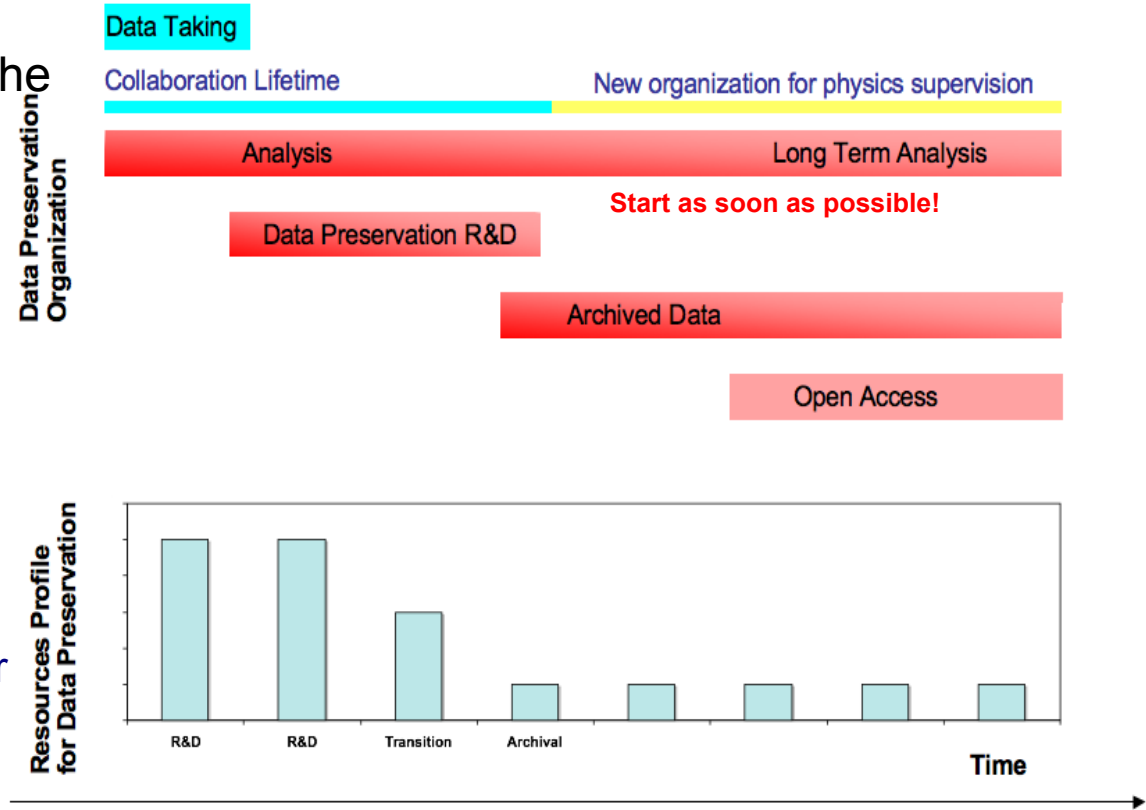 Data Taking
he
Collaboration Lifetime
New organization for physics supervision
Data Preservation
Organization
Analysis
Long Term Analysis
Start as soon as possible!
Data Preservation R&D
Archived Data
Open Access
Resources Profile
for Data Preservation
r
R&D
R&D
Transition
Archival
Time